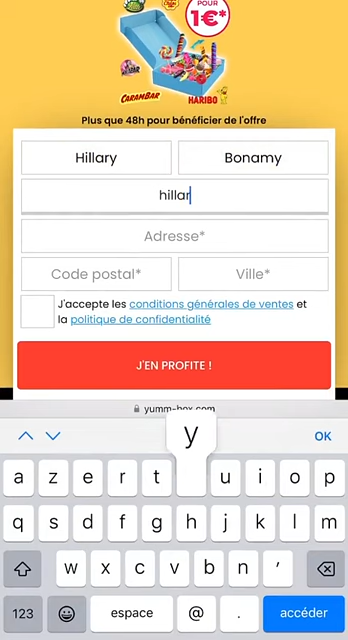 POUR
1€*
CARAMBAR
HARIBO
Plus que 48h pour bénéficier de l'offre
Hillary
Bonamy
hillar
Adresse*
Code postal*
Ville*
J'accepte les conditions générales de ventes et
la politique de confidentialité
J'EN PROFITE !
yumm-box.com
y
OK
a z e r t u i o p
q s d f g h j k l m
w x c v b n ’
123 espace @ . accéder